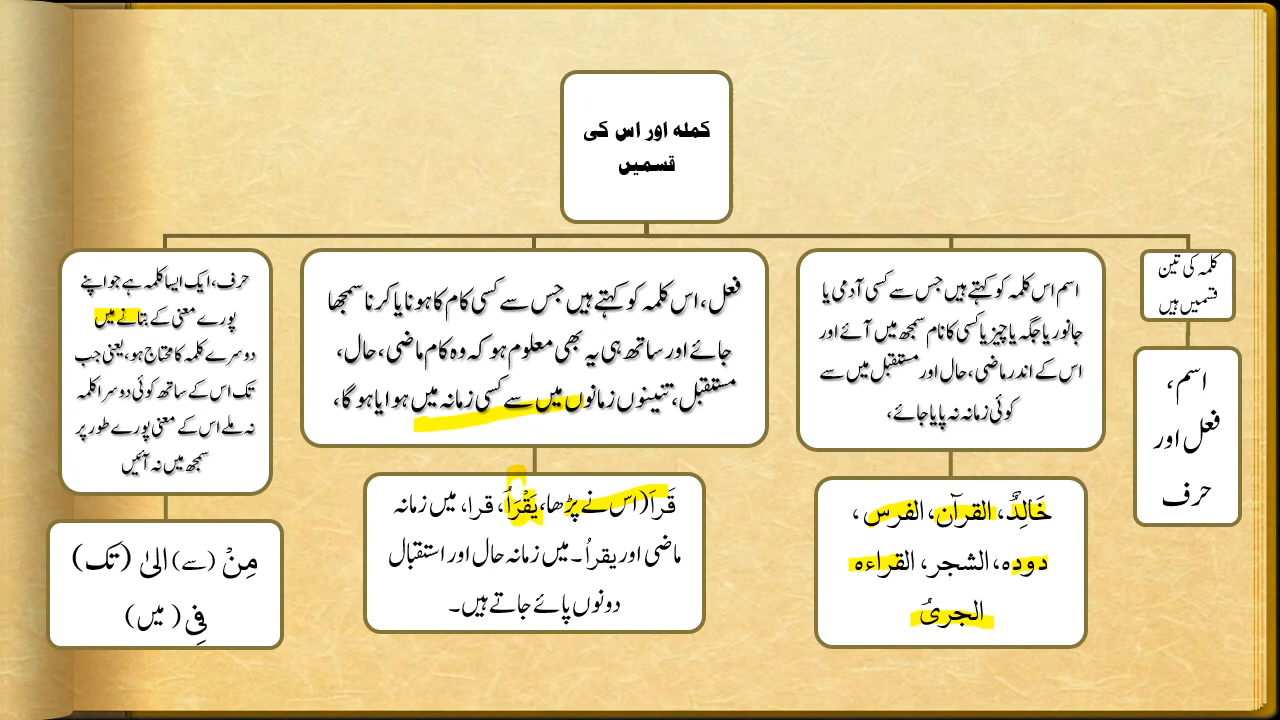 کمله اور اس کی
قسمیں
کلمہ کی تین
قسمیں ہیں
اسم،
فعل اور
حرف
اسم اس کلمہ کو کہتے ہیں جس سے کسی آدمی یا
جانور یا جگہ یا چیز یا کسی کا نام سمجھ میں آئے اور
اس کے اندر ماضی، حال اور مستقبل میں سے
کوئی زمانہ نہ پایا جائے،
خَالِدٌ، القرآن، الفرس،
دودہ، الشجر، القراءہ
الجریُ
فعل، اس کلمہ کو کہتے ہیں جس سے کسی کام کا ہونا یا کرنا سمجھا
جائے اور ساتھ ہی یہ بھی معلوم ہو کہ وہ کام ماضی، حال،
مستقبل، تینوں زمانوں میں سے کسی زمانہ میں ہوا یا ہو گا،
قَرَاَ(اس نے پڑھا، یَقْرَاُ، قرا، میں زمانہ
ماضی اور یقراُ۔ میں زمانہ حال اور استقبال
دونوں پائے جاتے ہیں۔
حرف، ایک ایسا کلمہ ہے جو اپنے
پورے معنی کے بتانے میں
دوسرے کلمہ کا محتاج ہو، یعنی جب
تک اس کے ساتھ کوئی دوسرا کلمہ
نہ ملے اس کے معنی پورے طور پر
سمجھ میں نہ آئیں
مِنْ (سے) الیٰ (تک)
فِی (میں)